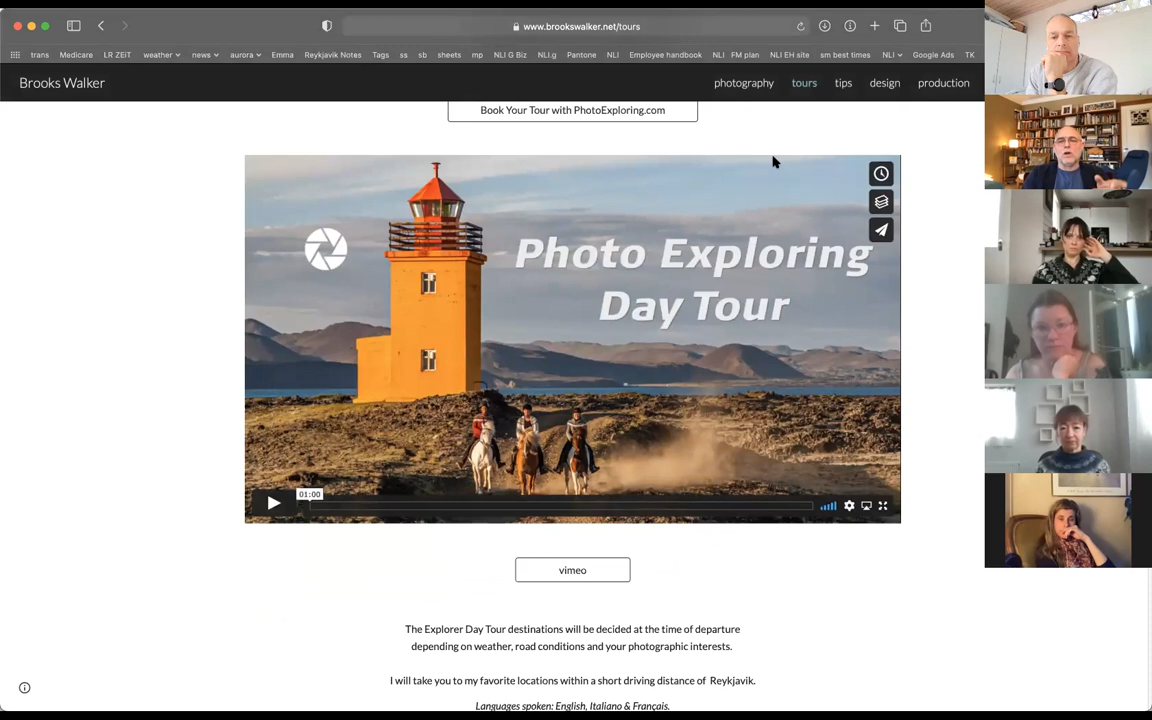 www.brookswalker.net/tours
trans Medicare LR ZEIT weather news aurora Emma Reykjavik Notes Tags ss sb sheets mp NLI G Biz NLI.g Pantone NLI Employee handbook NLI FM plan NLI EH site sm best times NLI Google Ads TK
Brooks Walker photography tours tips design production
Book Your Tour with PhotoExploring.com
Photo Exploring
Day Tour
01:00
vimeo
The Explorer Day Tour destinations will be decided at the time of departure
depending on weather, road conditions and your photographic interests.
I will take you to my favorite locations within a short driving distance of Reykjavik.
Languages spoken: English, Italiano & Français.